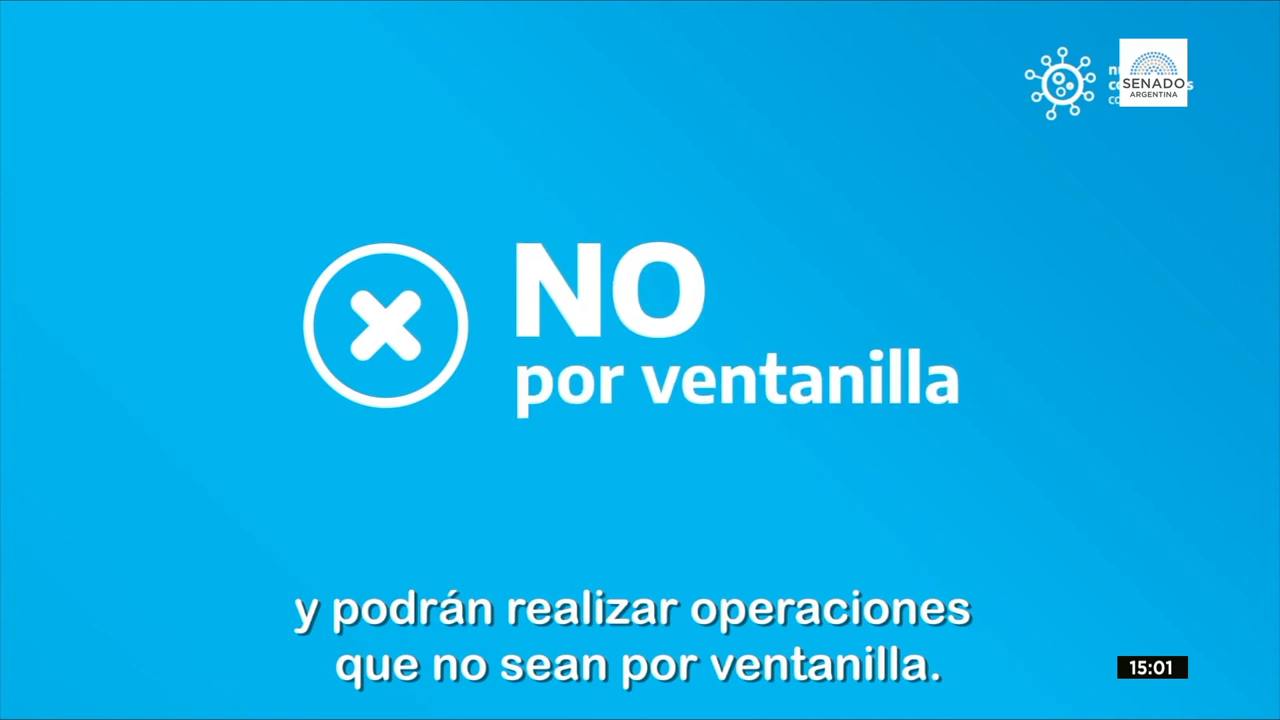 SENADO
ARGENTINA
NO
por ventanilla
y podrán realizar operaciones
que no sean por ventanilla.
15:01